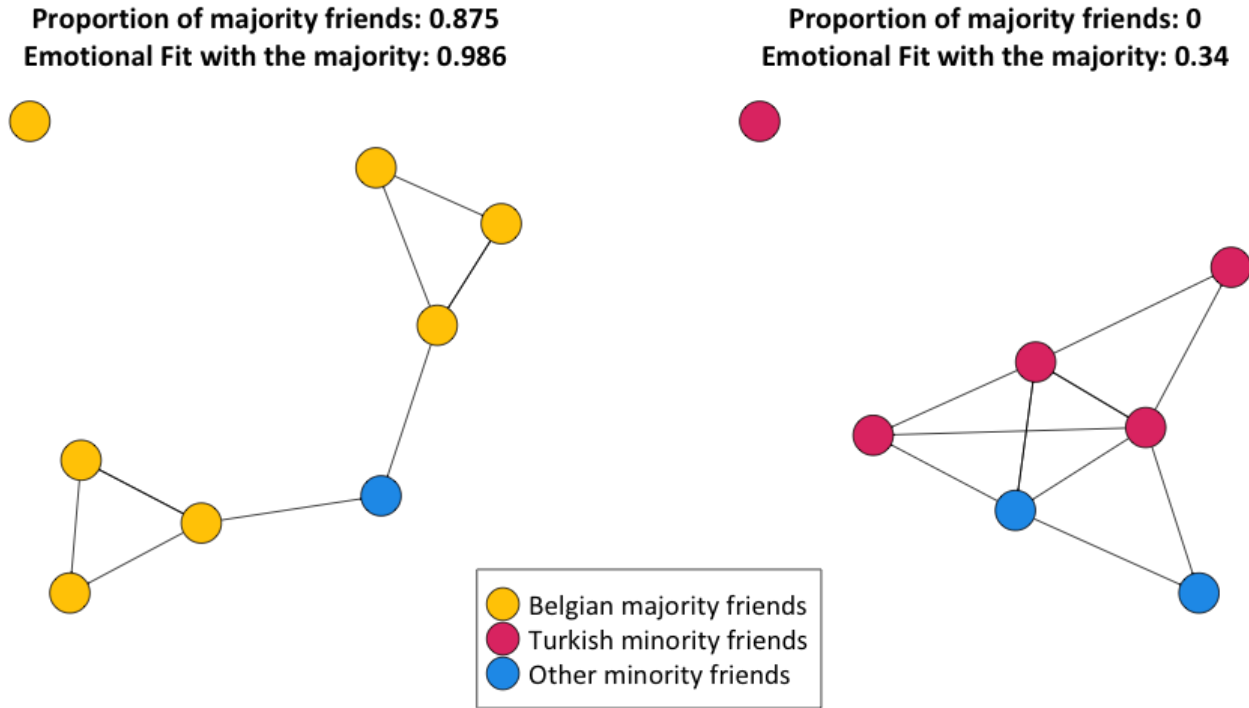 Proportion of majority friends: 0.875
Emotional Fit with the majority: 0.986
Proportion of majority friends: 0
Emotional Fit with the majority: 0.34
Belgian majority friends
Turkish minority friends
Other minority friends